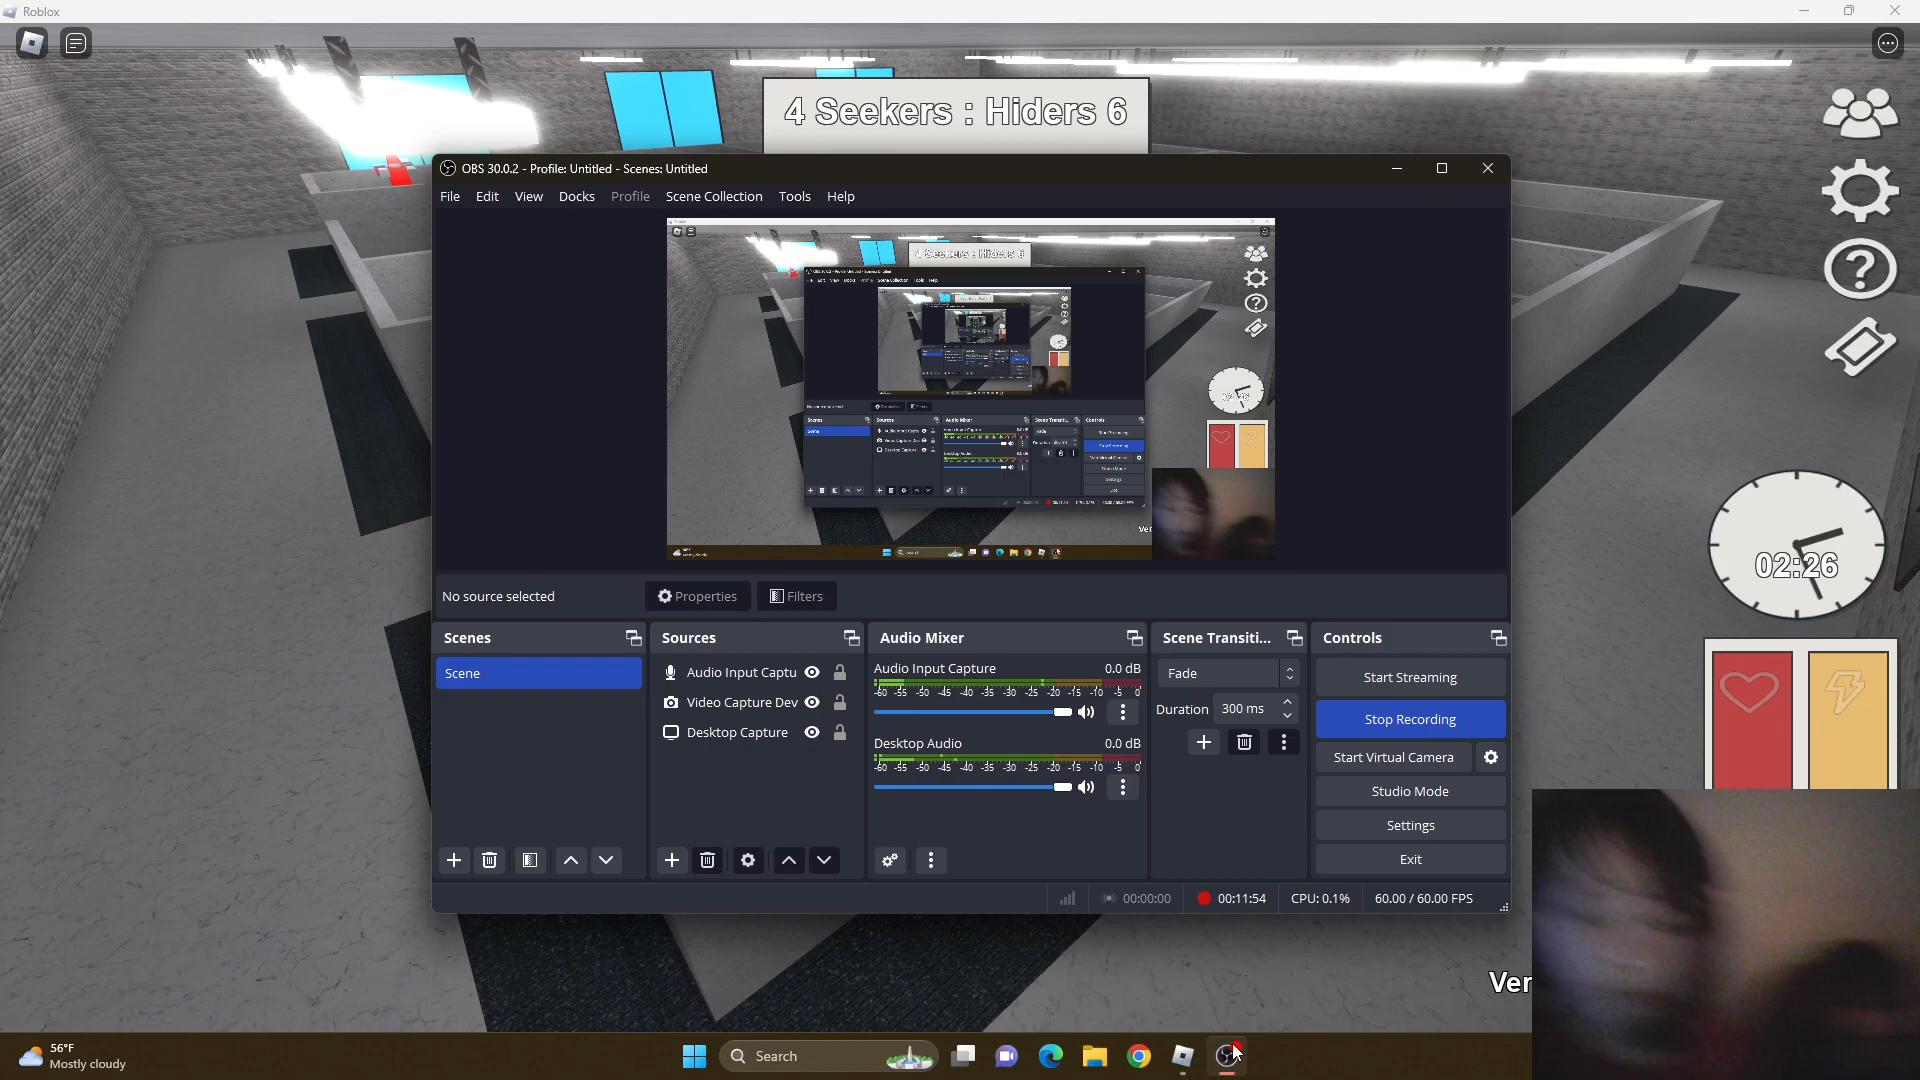 Roblox
4 Seekers : Hiders 6
OBS 30.0.2 - Profile: Untitled - Scenes: Untitled
File Edit View Docks Profile Scene Collection Tools Help
4 Seekers : Hiders 6
No source selected
Properties
Filters
Scenes
Scene
Sources
Audio Input Captu
Video Capture Dev
Desktop Capture
Audio Mixer
Audio Input Capture 0.0 dB
-60 -55 -50 -45 -40 -35 -30 -25 -20 -15 -10 -5 0
Desktop Audio 0.0 dB
-60 -55 -50 -45 -40 -35 -30 -25 -20 -15 -10 -5 0
Scene Transiti...
Fade
Duration 300 ms
Controls
Start Streaming
Stop Recording
Start Virtual Camera
Studio Mode
Settings
Exit
00:00:00
00:11:54
CPU: 0.1%
60.00 / 60.00 FPS
02:26
Ver
56°F
Mostly cloudy
Search